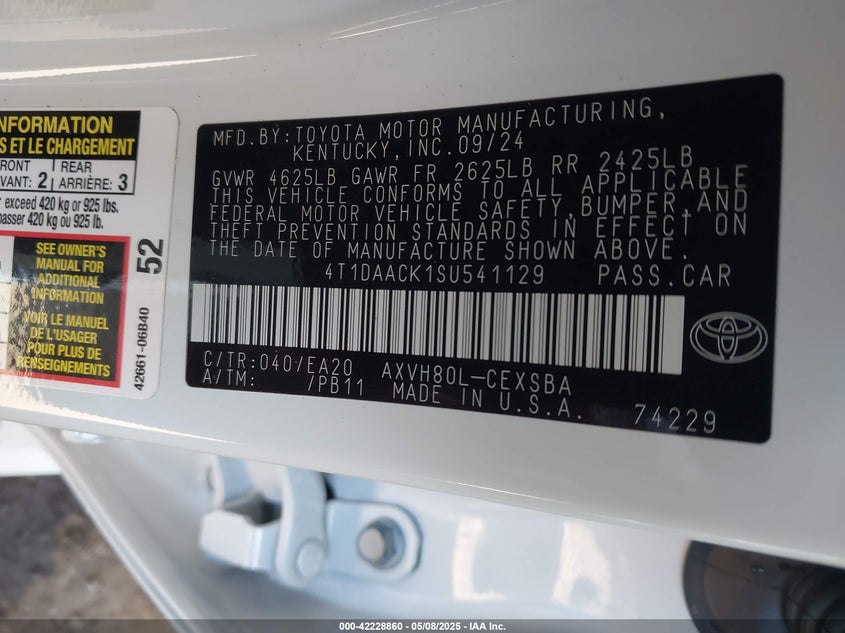 INFORMATION
S ET LE CHARGEMENT
FRONT REAR
AVANT: 2 ARRIÈRE: 3
exceed 420 kg or 925 lbs.
passer 420 kg ou 925 lb.
SEE OWNER'S
MANUAL FOR
ADDITIONAL
INFORMATION
VOIR LE MANUEL
DE L'USAGER
POUR PLUS DE
RENSEIGNEMENTS
52
42661-06B40
MFD. BY: TOYOTA MOTOR MANUFACTURING,
KENTUCKY, INC. 09/24
GVWR 4625LB GAWR FR 2625LB RR 2425LB
THIS VEHICLE CONFORMS TO ALL APPLICABLE
FEDERAL MOTOR VEHICLE SAFETY, BUMPER, AND
THEFT PREVENTION STANDARDS IN EFFECT ON
THE DATE OF MANUFACTURE SHOWN ABOVE.
4T1DAACK1SU541129 PASS. CAR
C/TR: 040/EA20 AXVH80L-CEXSBA
A/TM: /PB11 MADE IN U.S.A.
74229
000-42228860 - 05/08/2025 - IAA Inc.